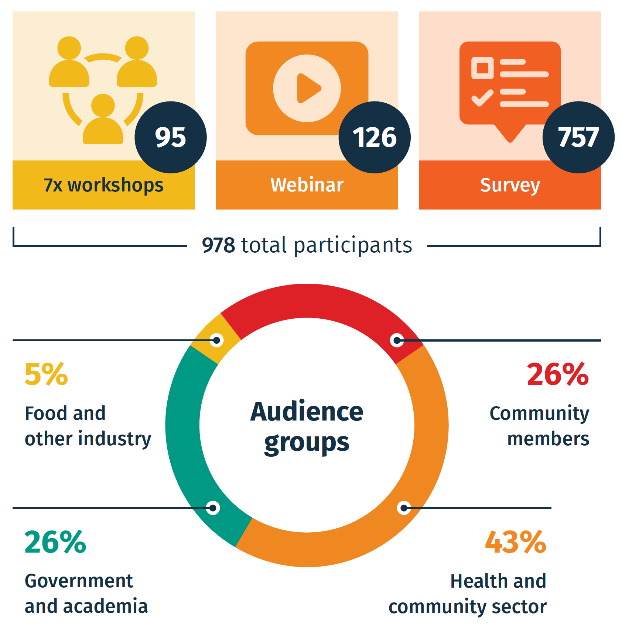 95
126
757
7x workshops
Webinar
Survey
978 total participants
Audience
groups
5%
Food and
other industry
26%
Community
members
26%
Government
and academia
43%
Health and
community sector